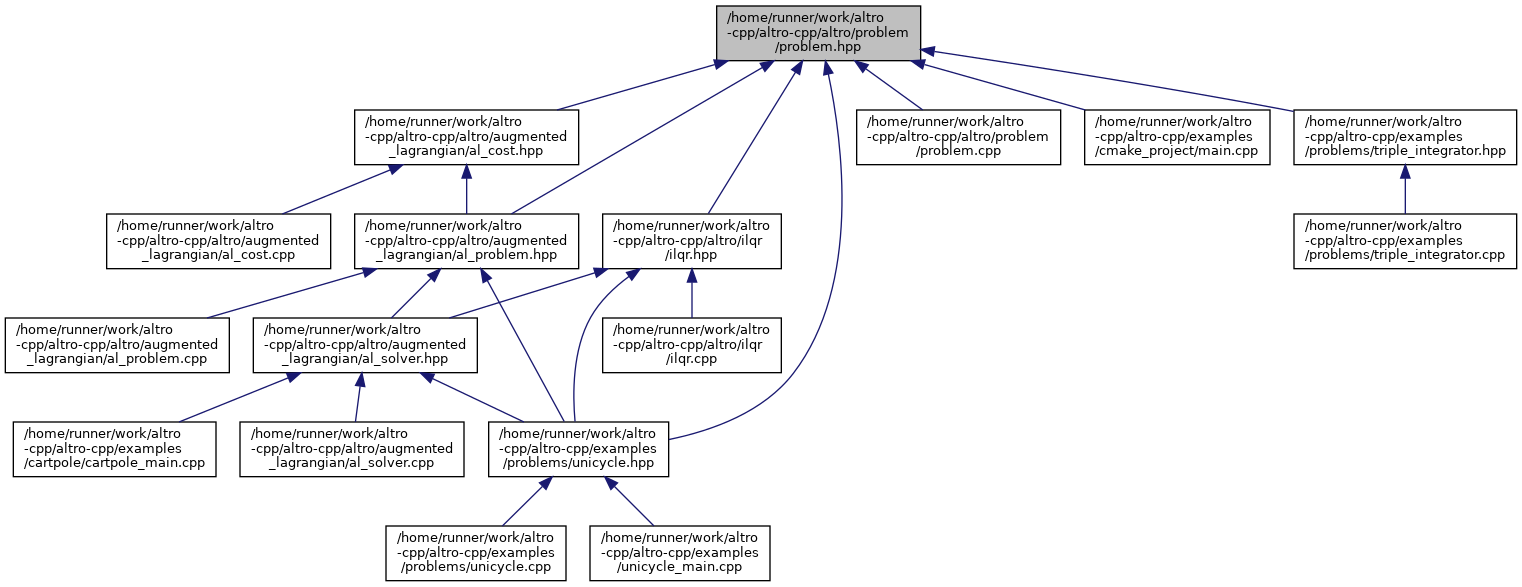 /home/runner/work/altro
-cpp/altro-cpp/altro/problem
/problem.hpp
/home/runner/work/altro
-cpp/altro-cpp/altro/augmented
_lagrangian/al_cost.hpp
/home/runner/work/altro
-cpp/altro-cpp/altro/problem
/problem.cpp
/home/runner/work/altro
-cpp/altro-cpp/examples
/cmake_project/main.cpp
/home/runner/work/altro
-cpp/altro-cpp/examples
/problems/triple_integrator.hpp
/home/runner/work/altro
-cpp/altro-cpp/altro/augmented
_lagrangian/al_cost.cpp
/home/runner/work/altro
-cpp/altro-cpp/altro/augmented
_lagrangian/al_problem.hpp
/home/runner/work/altro
-cpp/altro-cpp/altro/ilqr
/ilqr.hpp
/home/runner/work/altro
-cpp/altro-cpp/examples
/problems/triple_integrator.cpp
/home/runner/work/altro
-cpp/altro-cpp/altro/augmented
_lagrangian/al_problem.cpp
/home/runner/work/altro
-cpp/altro-cpp/altro/augmented
_lagrangian/al_solver.hpp
/home/runner/work/altro
-cpp/altro-cpp/altro/ilqr
/ilqr.cpp
/home/runner/work/altro
-cpp/altro-cpp/examples
/cartpole/cartpole_main.cpp
/home/runner/work/altro
-cpp/altro-cpp/altro/augmented
_lagrangian/al_solver.cpp
/home/runner/work/altro
-cpp/altro-cpp/examples
/problems/unicycle.hpp
/home/runner/work/altro
-cpp/altro-cpp/examples
/problems/unicycle.cpp
/home/runner/work/altro
-cpp/altro-cpp/examples
/unicycle_main.cpp